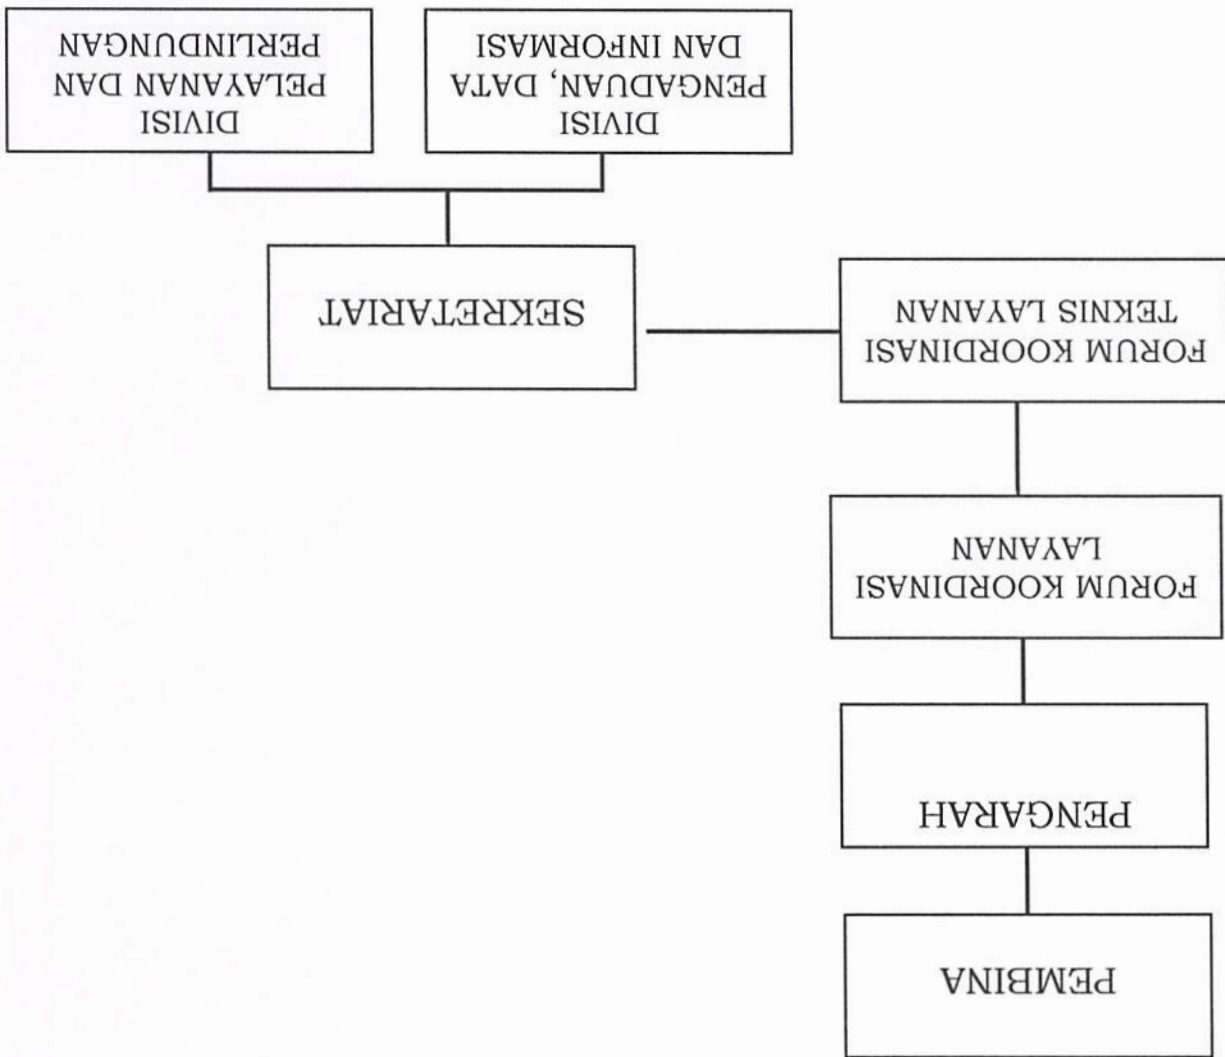 PEMBINA
PENGARAH
FORUM KOORDINASI
LAYANAN
FORUM KOORDINASI
TEKNIS LAYANAN
SEKRETARIAT
DIVISI
PENGADUAN, DATA
DAN INFORMASI
DIVISI
PELAYANAN DAN
PERLINDUNGAN